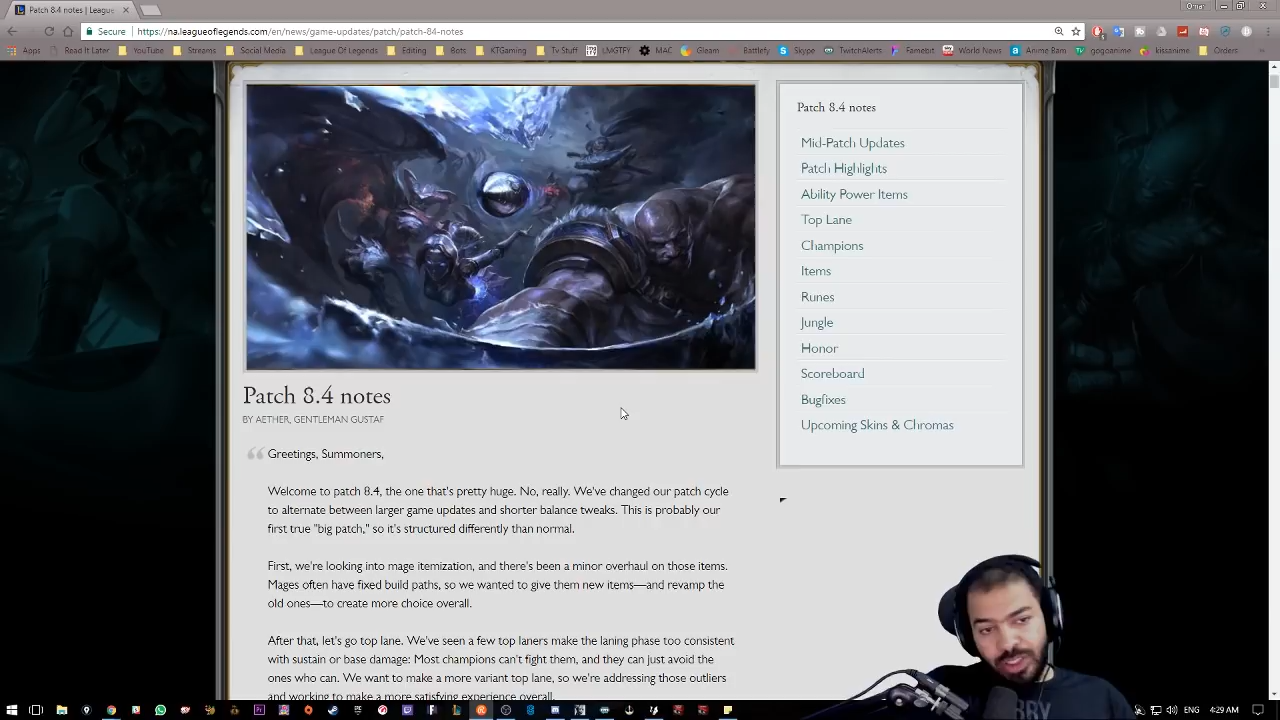 Patch 8.4 notes | League
Omar
Secure
https://na.leagueoflegends.com/en/news/game-updates/patch/patch-84-notes
Apps
Read It Later
YouTube
Streams
Social Media
League Of Legends
Editing
Bots
KTGaming
Tv Stuff
LMGTFY
MAC
Gleam
Battlefy
Skype
TwitchAlerts
Famebit
World News
Anime Bam
gogoanime
kissanime
Orders
Patch 8.4 notes
Mid-Patch Updates
Patch Highlights
Ability Power Items
Top Lane
Champions
Items
Runes
Jungle
Honor
Scoreboard
Bugfixes
Upcoming Skins & Chromas
Patch 8.4 notes
BY AETHER, GENTLEMAN GUSTAF
Greetings, Summoners,
Welcome to patch 8.4, the one that's pretty huge. No, really. We've changed our patch cycle
to alternate between larger game updates and shorter balance tweaks. This is probably our
first true "big patch," so it's structured differently than normal.
First, we're looking into mage itemization, and there's been a minor overhaul on those items.
Mages often have fixed build paths, so we wanted to give them new items—and revamp the
old ones—to create more choice overall.
After that, let's go top lane. We've seen a few top laners make the laning phase too consistent
with sustain or base damage: Most champions can't fight them, and they can just avoid the
ones who can. We want to make a more variant top lane, so we're addressing those outliers
and working to make a more satisfying experience overall.
4:29 AM